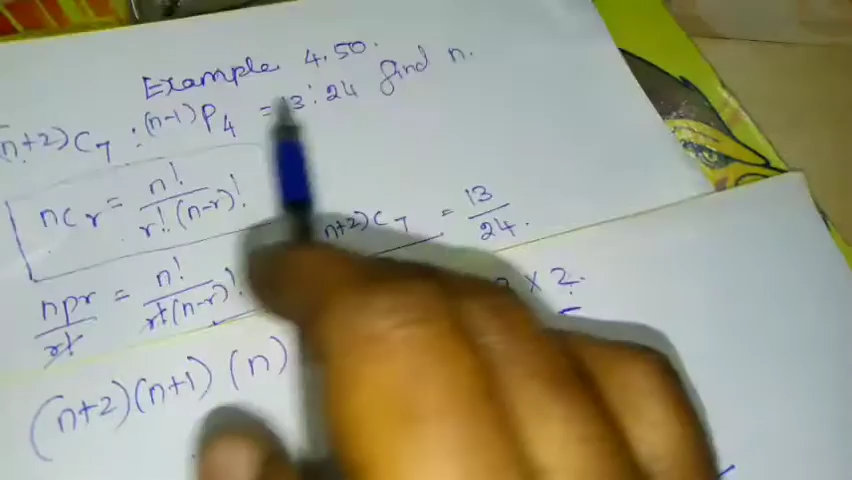 Example 4.50.
(n+2)C₇ : (n-1)P₄ = 13:24 find n.
nCr = n!/r!(n-r)!
n+2)C₇ = 13/24.
npr/r! = n!/r!(n-r)!
× 2
(n+2)(n+1)(n)